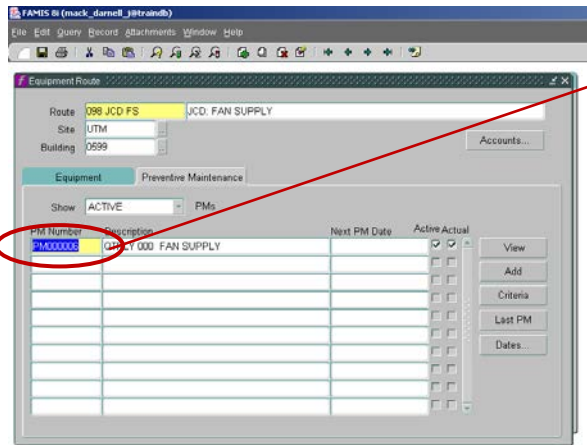 FAMIS 8i (mack_darnell_j@traindb)
File Edit Query Record Attachments Window Help
Equipment Route
Route 098 JCD FS JCD: FAN SUPPLY
Site UTM
Building 0599
Accounts...
Equipment Preventive Maintenance
Show ACTIVE PMs
PM Number Description Next PM Date Active Actual
PM000006 QTRLY 000 FAN SUPPLY
View
Add
Criteria
Last PM
Dates...